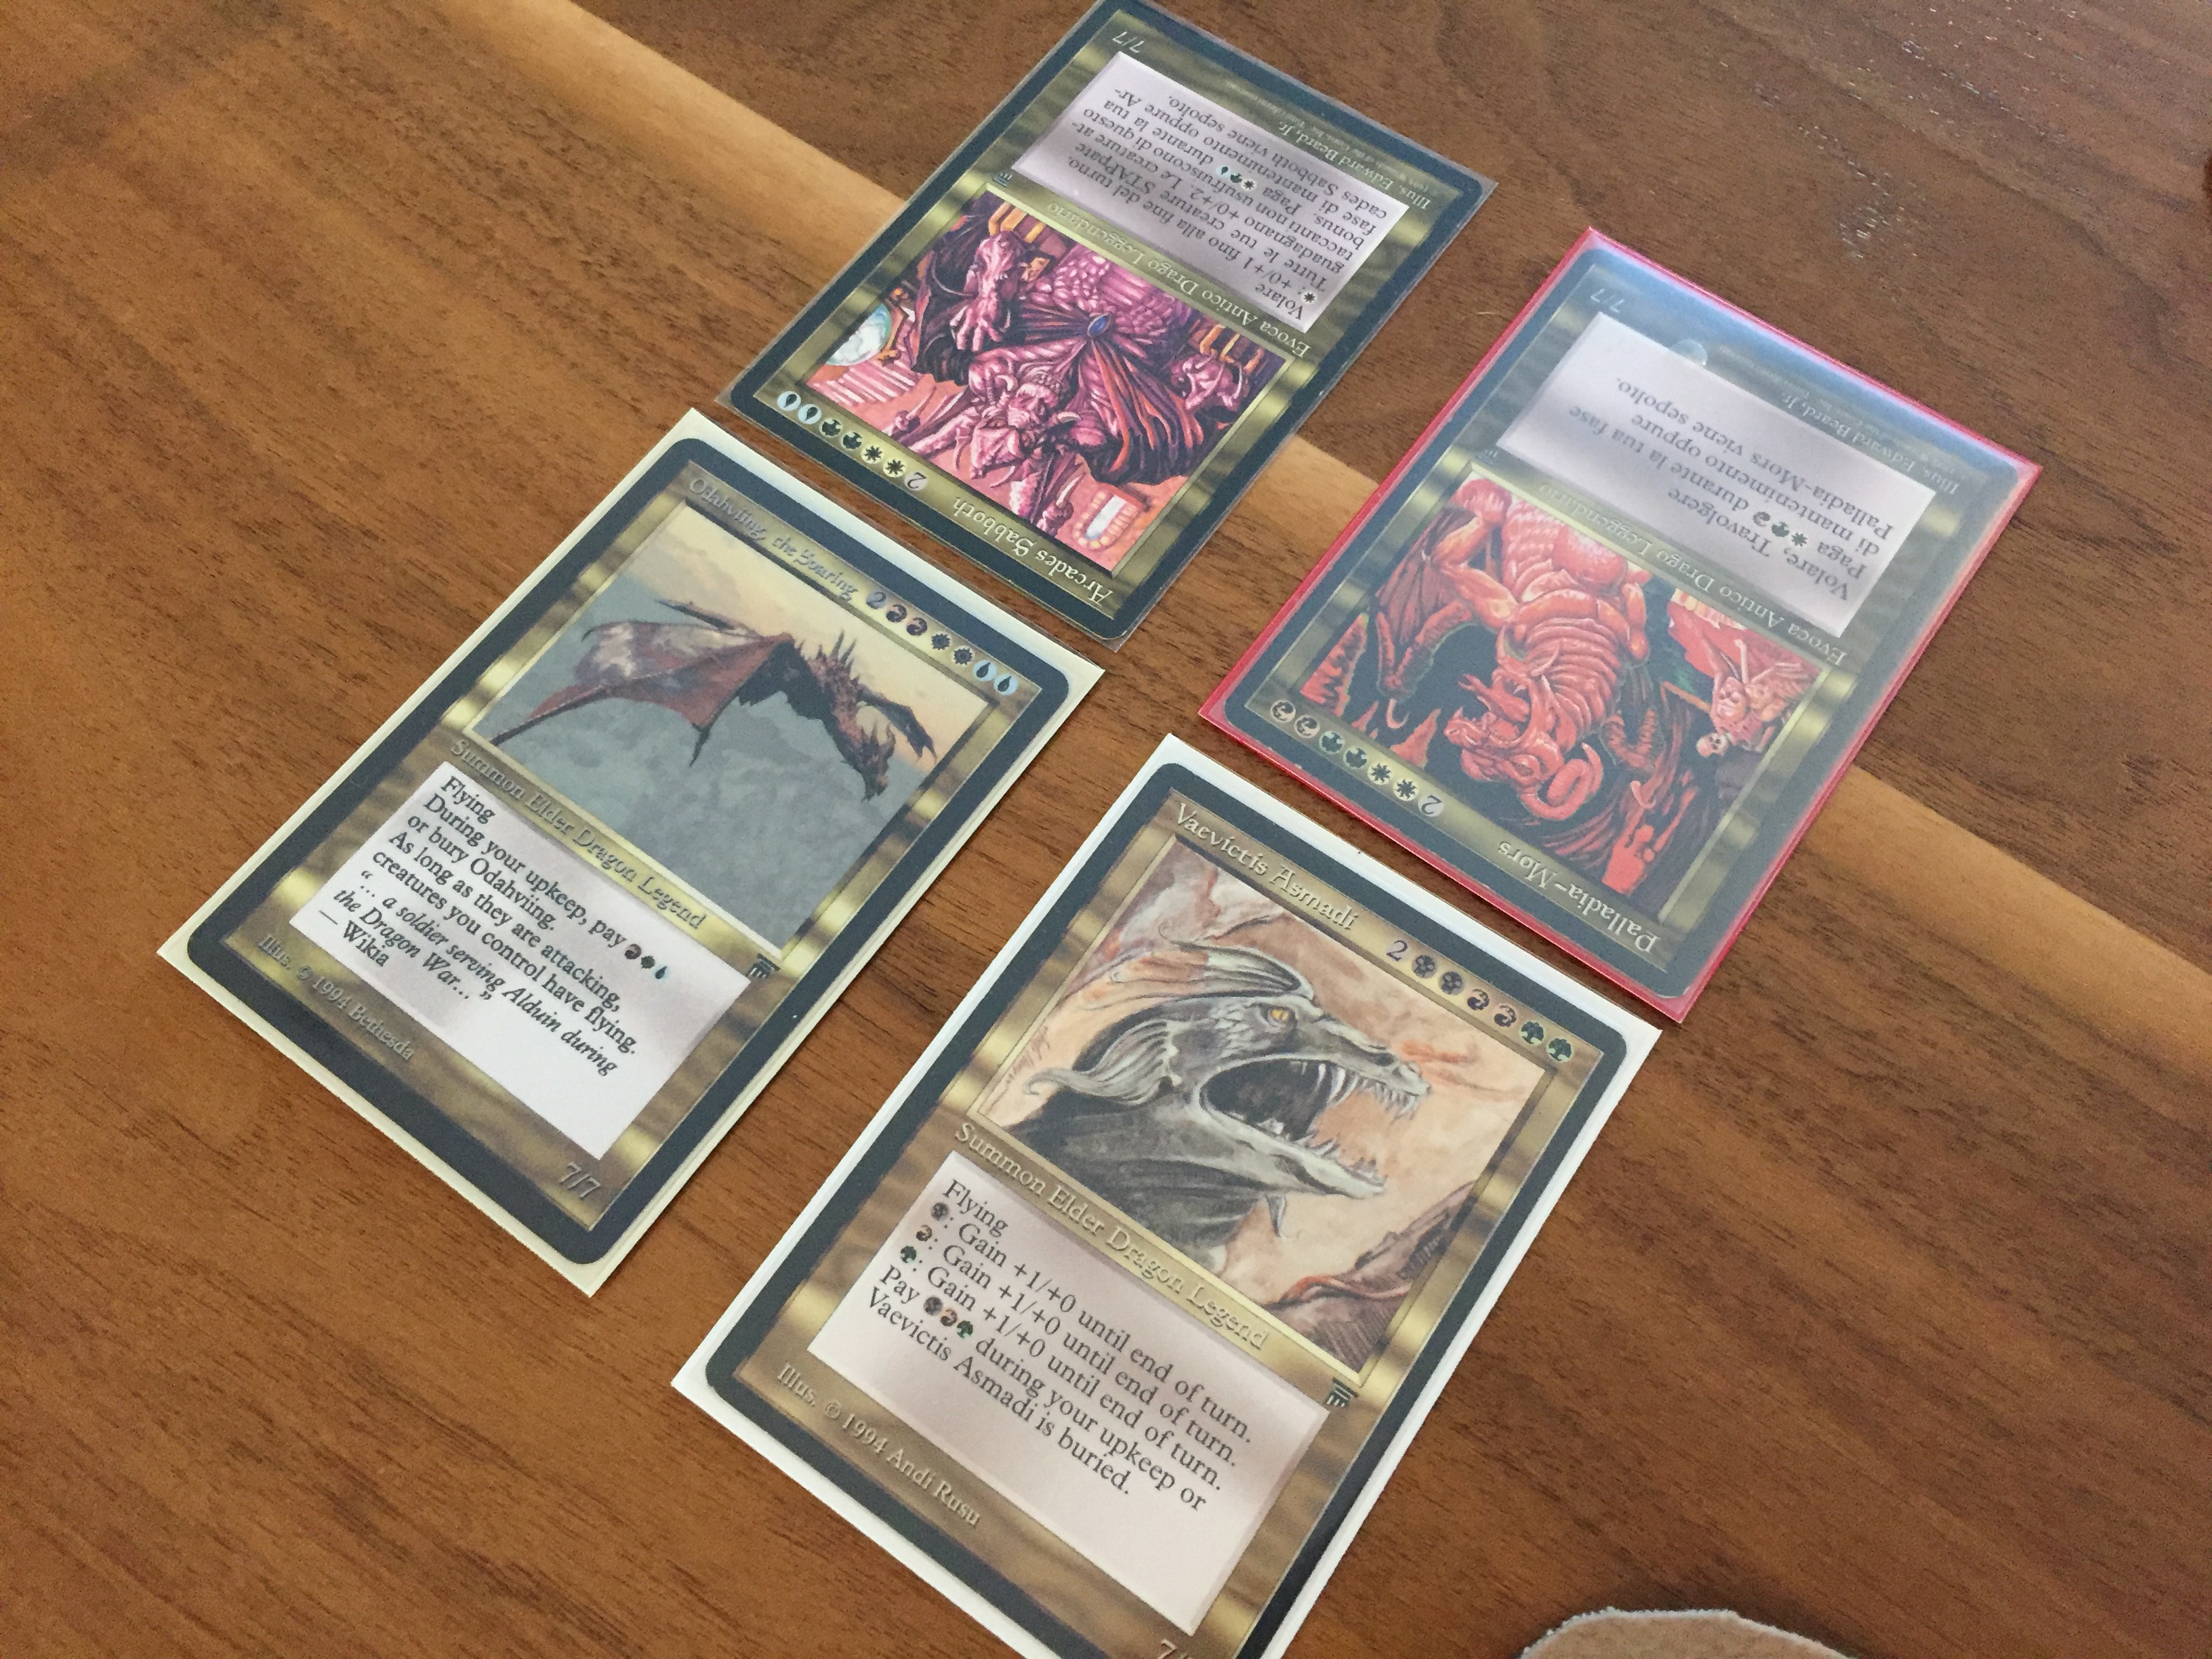 Arcades Sabboth
2
Evoca Antico Drago Leggendario
Volare
: +0/+1 fino alla fine del turno.
Tutte le tue creature STAPpate
guadagnano +0/+2. Le creature at-
taccanti non usufruiscono di questo
bonus. Paga durante la tua
fase di mantenimento oppure Ar-
cades Sabboth viene sepolto.
Illus. Edward Beard, Jr.
7/7
Palladia-Mors
2
Evoca Antico Drago Leggendario
Volare, Travolgere
Paga durante la tua fase
di mantenimento oppure
Palladia-Mors viene sepolto.
Illus. Edward Beard, Jr.
7/7
Odahviing, the Soaring 2
Summon Elder Dragon Legend
Flying
During your upkeep, pay
or bury Odahviing.
As long as they are attacking,
creatures you control have flying.
“... a soldier serving Alduin during
the Dragon War... ”
— Wikia
Illus. © 1994 Bethesda
7/7
Vaevictis Asmadi 2
Summon Elder Dragon Legend
Flying
: Gain +1/+0 until end of turn.
: Gain +1/+0 until end of turn.
: Gain +1/+0 until end of turn.
Pay during your upkeep or
Vaevictis Asmadi is buried.
Illus. © 1994 Andi Rusu